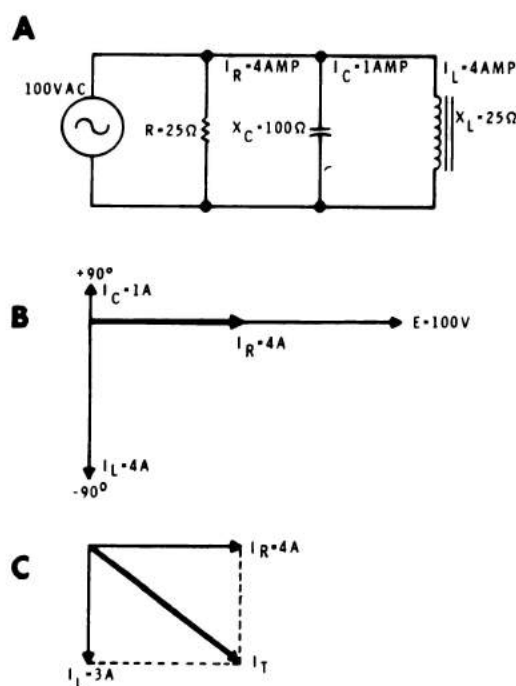 A
I_R=4AMP I_C=1AMP I_L=4AMP
100VAC
R=25Ω X_C=100Ω X_L=25Ω
+90°
I_C=1A
B
E=100V
I_R=4A
I_L=4A
-90°
I_R=4A
C
I_T
I_L=3A